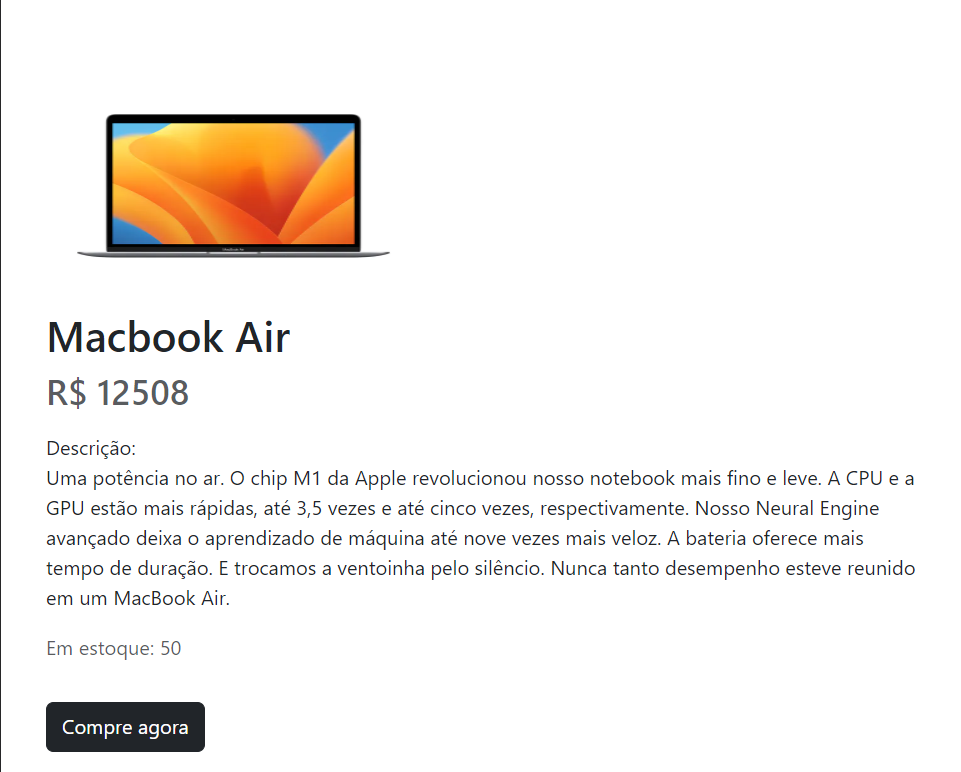 Macbook Air
R$ 12508
Descrição:
Uma potência no ar. O chip M1 da Apple revolucionou nosso notebook mais fino e leve. A CPU e a
GPU estão mais rápidas, até 3,5 vezes e até cinco vezes, respectivamente. Nosso Neural Engine
avançado deixa o aprendizado de máquina até nove vezes mais veloz. A bateria oferece mais
tempo de duração. E trocamos a ventoinha pelo silêncio. Nunca tanto desempenho esteve reunido
em um MacBook Air.
Em estoque: 50
Compre agora